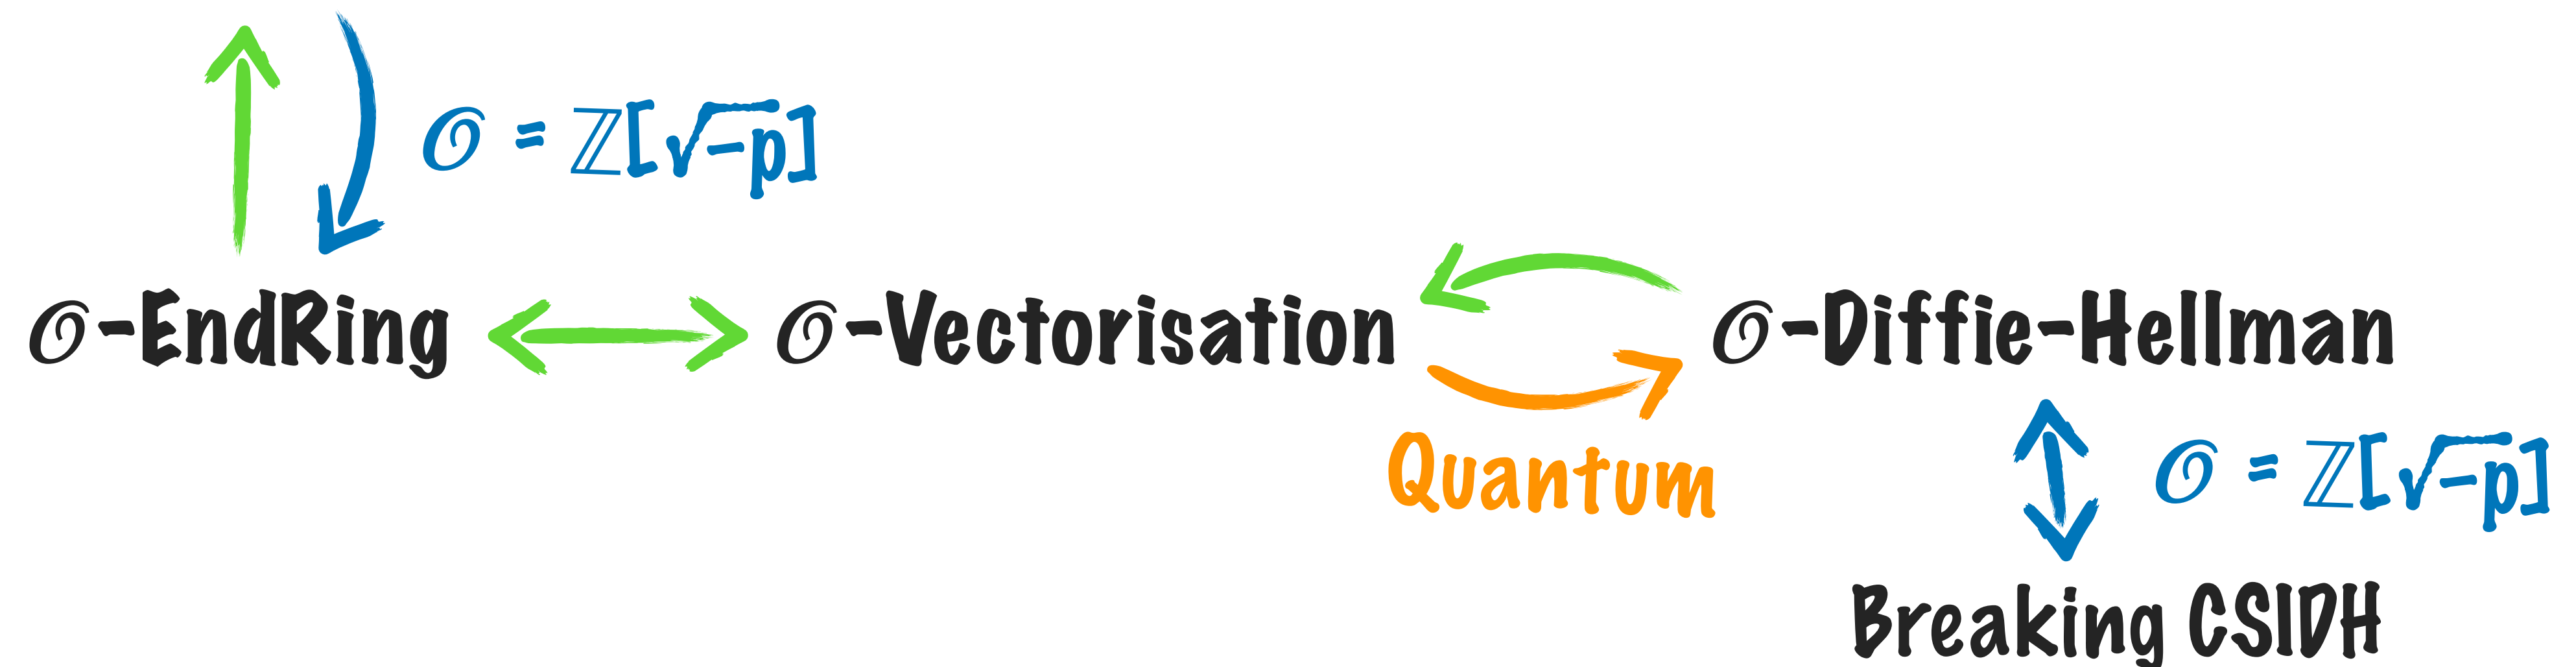 𝒪 = ℤ[√-p]
𝒪-EndRing
𝒪-Vectorisation
𝒪-Diffie-Hellman
Quantum
𝒪 = ℤ[√-p]
Breaking CSIDH